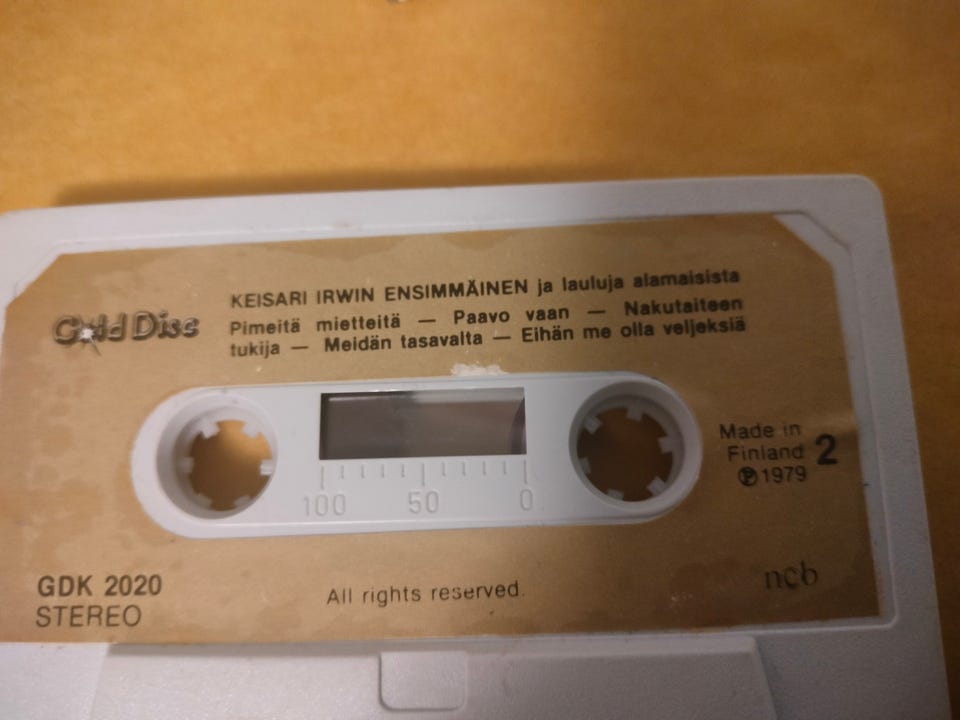 KEISARI IRWIN ENSIMMÄINEN ja lauluja alamaisista
Gold Disc
Pimeitä mietteitä — Paavo vaan — Nakutaiteen
tukija — Meidän tasavalta — Eihän me olla veljeksiä
100 50 0
Made in
Finland 2
Ⓟ 1979
GDK 2020
STEREO
All rights reserved.
ncb